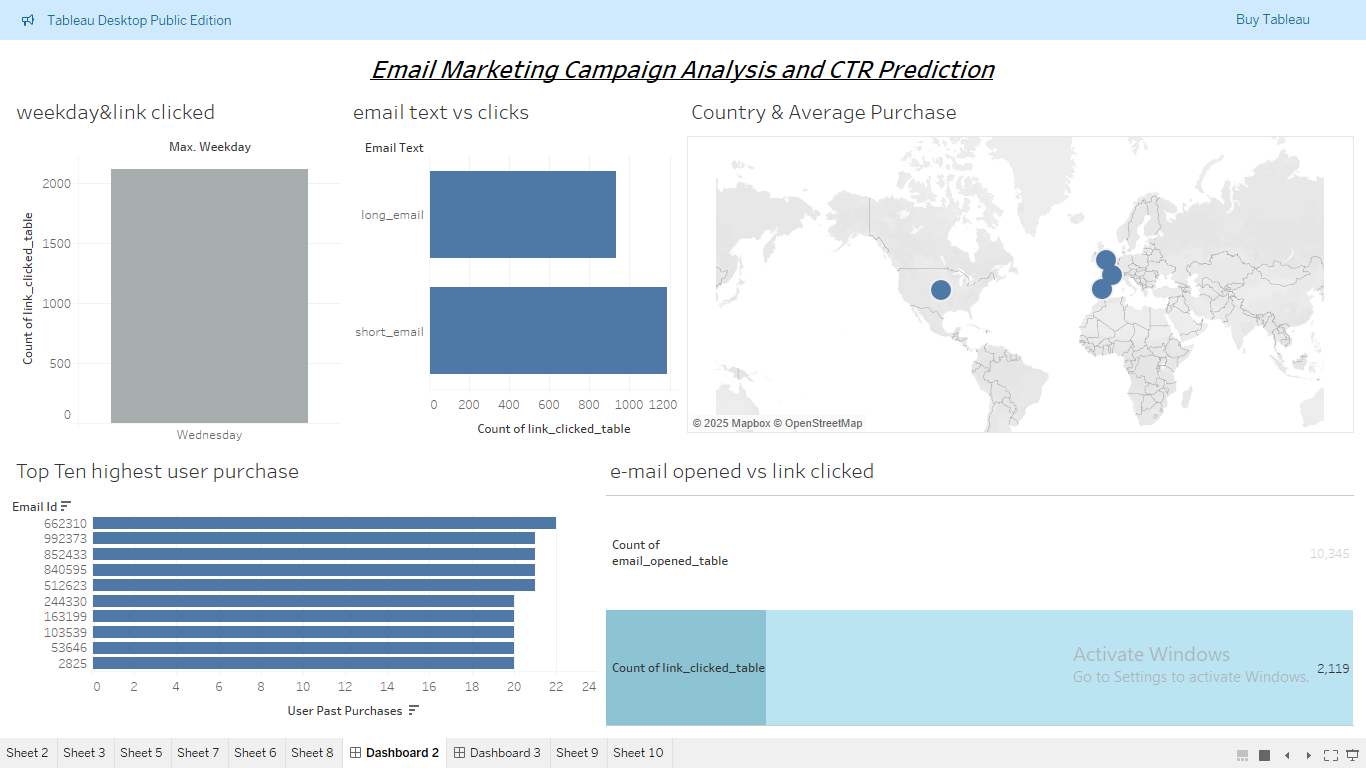 Tableau Desktop Public Edition
Buy Tableau
Email Marketing Campaign Analysis and CTR Prediction
weekday&link clicked
Max. Weekday
Count of link_clicked_table
2000
1500
1000
500
0
Wednesday
email text vs clicks
Email Text
long_email
short_email
0 200 400 600 800 1000 1200
Count of link_clicked_table
Country & Average Purchase
© 2025 Mapbox © OpenStreetMap
Top Ten highest user purchase
Email Id
662310
992373
852433
840595
512623
244330
163199
103539
53646
2825
0 2 4 6 8 10 12 14 16 18 20 22 24
User Past Purchases
e-mail opened vs link clicked
Count of
email_opened_table
10,345
Count of link_clicked_table
2,119
Activate Windows
Go to Settings to activate Windows.
Sheet 2 Sheet 3 Sheet 5 Sheet 7 Sheet 6 Sheet 8 Dashboard 2 Dashboard 3 Sheet 9 Sheet 10